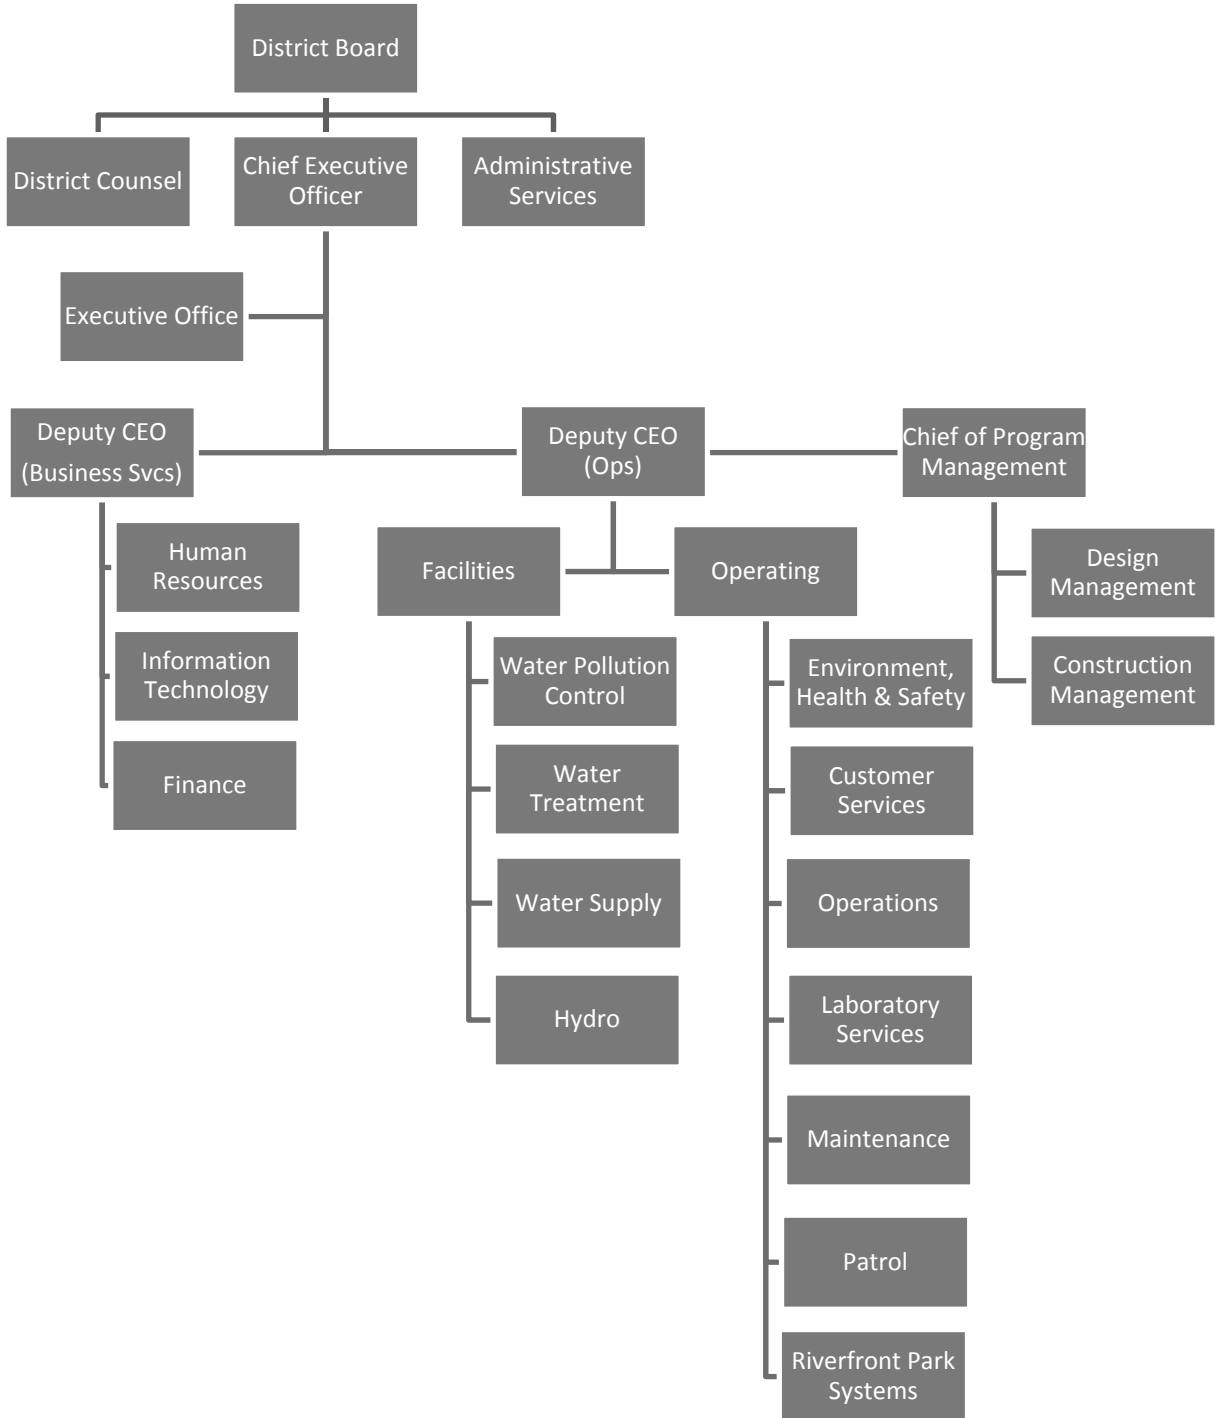 District Board
District Counsel
Chief Executive
Officer
Administrative
Services
Executive Office
Deputy CEO
(Business Svcs)
Deputy CEO
(Ops)
Chief of Program
Management
Human
Resources
Information
Technology
Finance
Facilities
Operating
Design
Management
Construction
Management
Water Pollution
Control
Water
Treatment
Water Supply
Hydro
Environment,
Health & Safety
Customer
Services
Operations
Laboratory
Services
Maintenance
Patrol
Riverfront Park
Systems